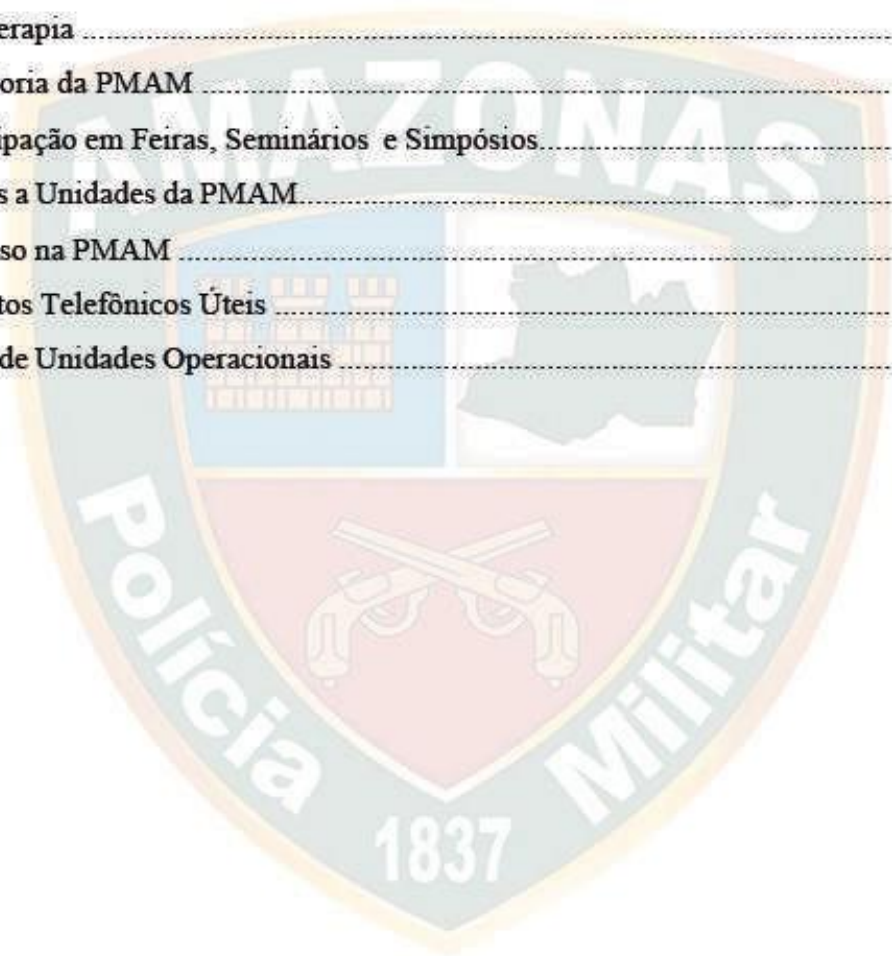 erapia ........................................................
oria da PMAM ........................................................
ipação em Feiras, Seminários e Simpósios........................................................
s a Unidades da PMAM........................................................
so na PMAM ........................................................
tos Telefônicos Úteis ........................................................
de Unidades Operacionais ........................................................
AMAZONAS
Polícia Militar
1837